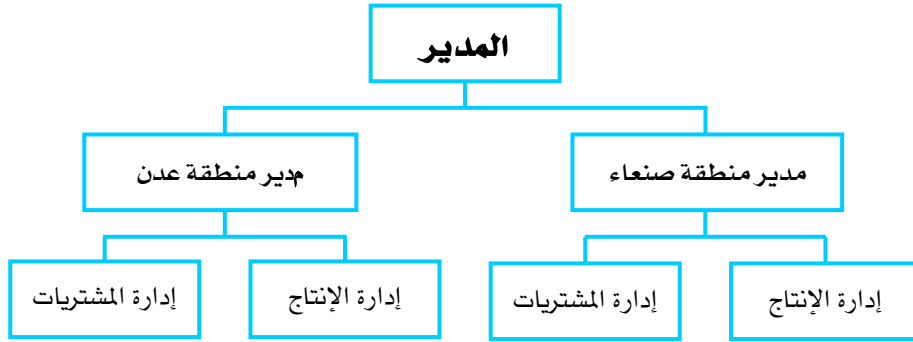 المدير
مدير منطقة صنعاء
مدير منطقة عدن
إدارة الإنتاج
إدارة المشتريات
إدارة الإنتاج
إدارة المشتريات